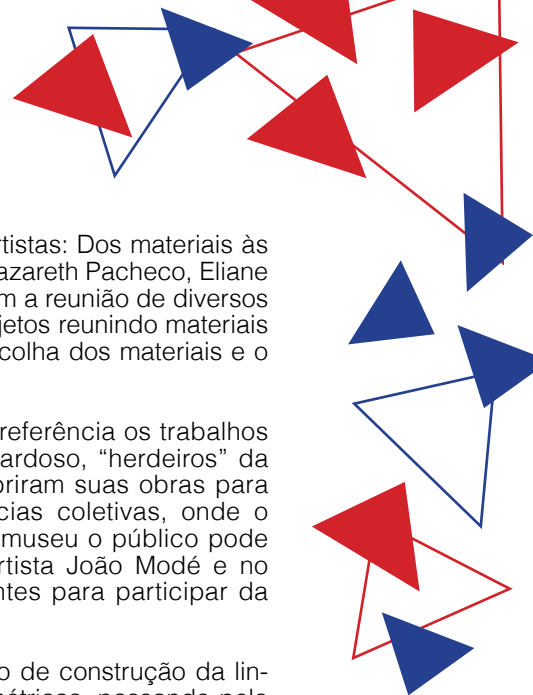 rtistas: Dos materiais às
azareth Pacheco, Eliane
m a reunião de diversos
jetos reunindo materiais
colha dos materiais e o
referência os trabalhos
ardoso, “herdeiros” da
oriram suas obras para
cias coletivas, onde o
museu o público pode
rtista João Modé e no
ntes para participar da
o de construção da lin-